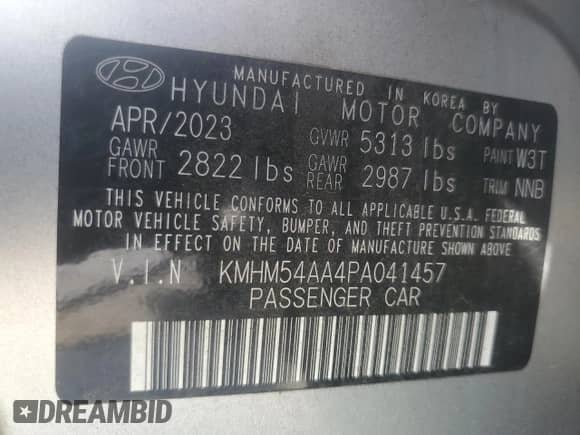 MANUFACTURED IN KOREA BY
HYUNDAI MOTOR COMPANY
APR/2023 GVWR 5313 lbs PAINT W3T
GAWR FRONT 2822 lbs GAWR REAR 2987 lbs TRIM NNB
THIS VEHICLE CONFORMS TO ALL APPLICABLE U.S.A. FEDERAL
MOTOR VEHICLE SAFETY, BUMPER, AND THEFT PREVENTION STANDARDS
IN EFFECT ON THE DATE OF MANUFACTURE SHOWN ABOVE
V.I.N KMHM54AA4PA041457
PASSENGER CAR
DREAMBID